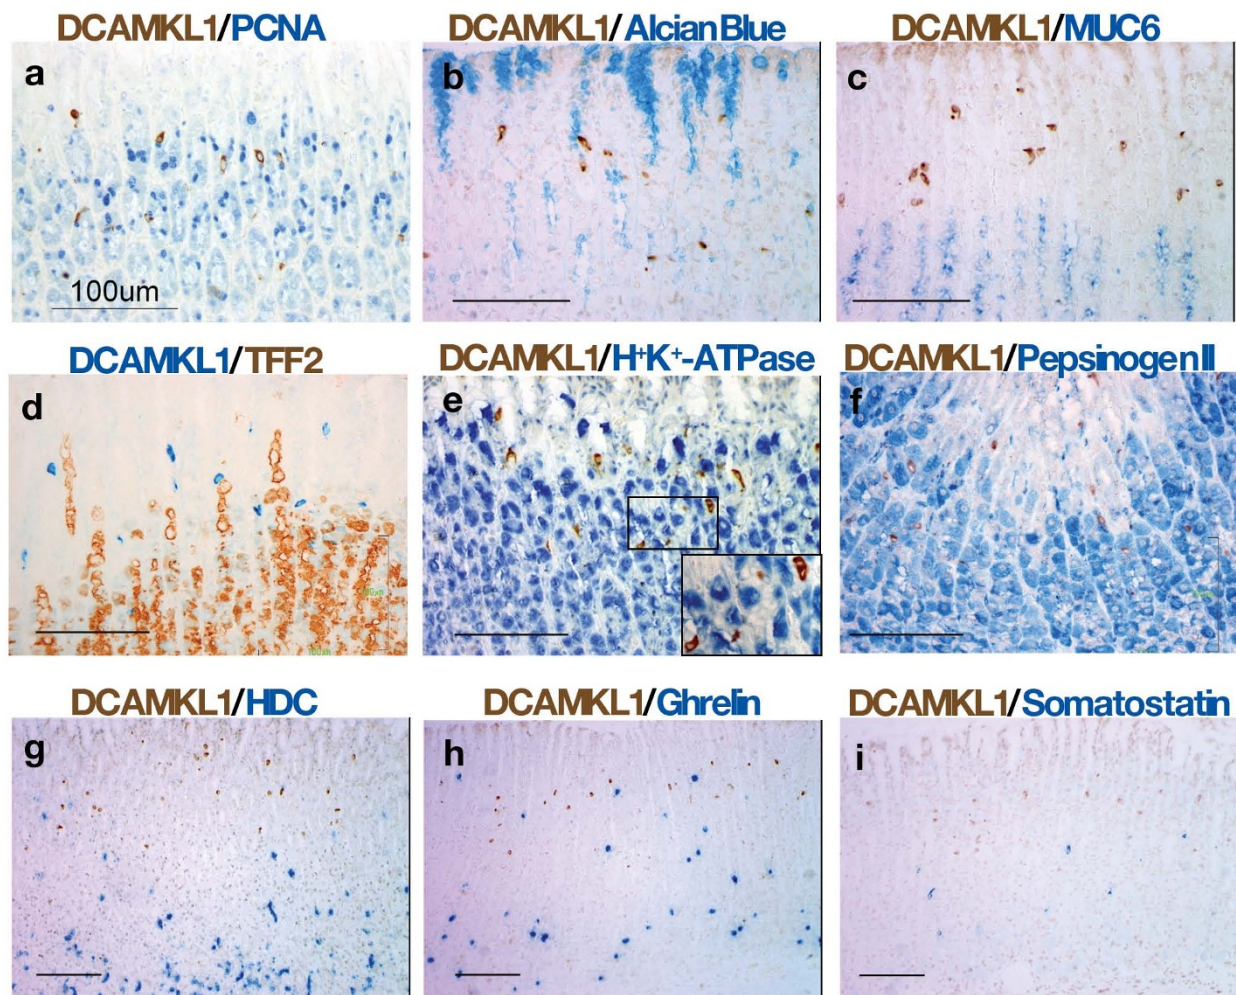 DCAMKL1/PCNA
DCAMKL1/Alcian Blue
DCAMKL1/MUC6
a
b
c
100um
DCAMKL1/TFF2
DCAMKL1/H⁺K⁺-ATPase
DCAMKL1/Pepsinogen II
d
e
f
DCAMKL1/HDC
DCAMKL1/Ghrelin
DCAMKL1/Somatostatin
g
h
i